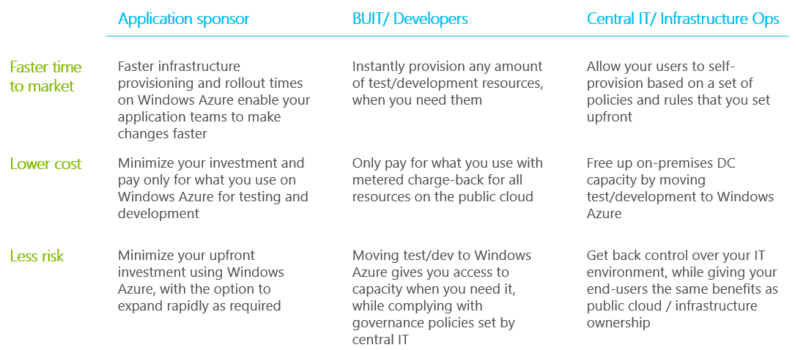 Application sponsor
BUIT/ Developers
Central IT/ Infrastructure Ops
Faster time
to market
Faster infrastructure
provisioning and rollout times
on Windows Azure enable your
application teams to make
changes faster
Instantly provision any amount
of test/development resources,
when you need them
Allow your users to self-
provision based on a set of
policies and rules that you set
upfront
Lower cost
Minimize your investment and
pay only for what you use on
Windows Azure for testing and
development
Only pay for what you use with
metered charge-back for all
resources on the public cloud
Free up on-premises DC
capacity by moving
test/development to Windows
Azure
Less risk
Minimize your upfront
investment using Windows
Azure, with the option to
expand rapidly as required
Moving test/dev to Windows
Azure gives you access to
capacity when you need it,
while complying with
governance policies set by
central IT
Get back control over your IT
environment, while giving your
end-users the same benefits as
public cloud / infrastructure
ownership